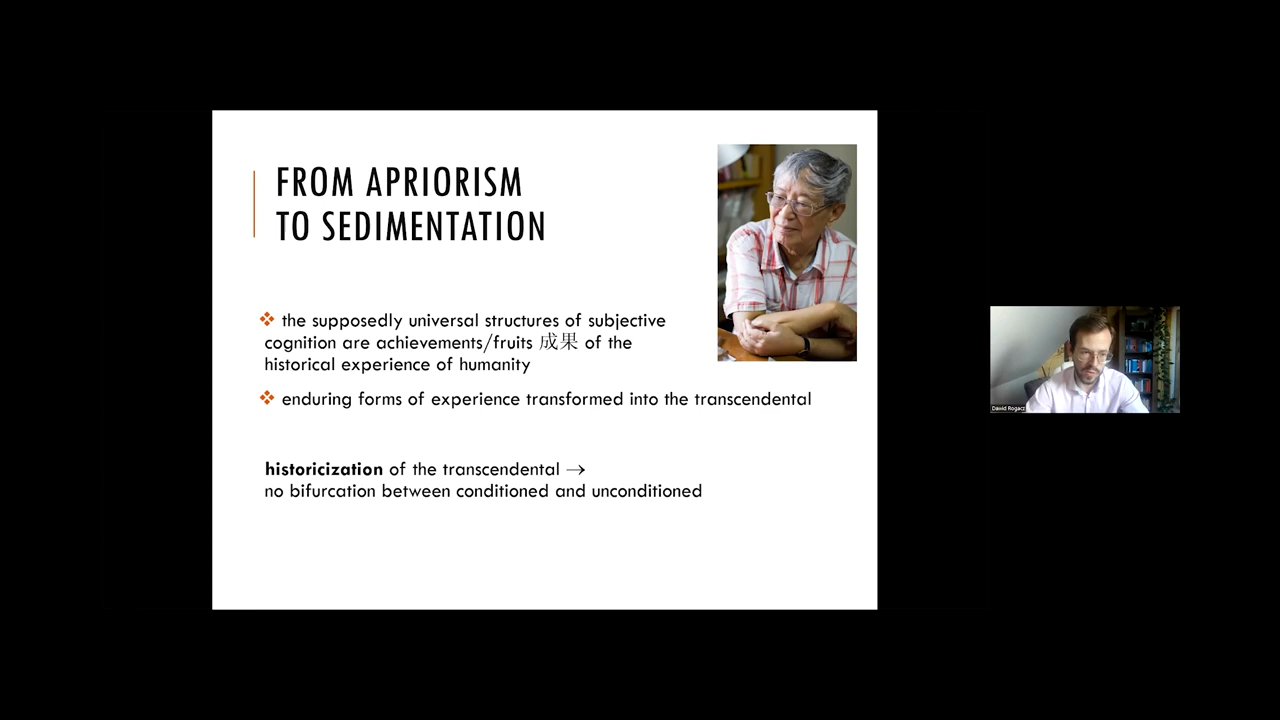 FROM APRIORISM
TO SEDIMENTATION
the supposedly universal structures of subjective
cognition are achievements/fruits 成果 of the
historical experience of humanity
enduring forms of experience transformed into the transcendental
historicization of the transcendental →
no bifurcation between conditioned and unconditioned
Dawid Rogacz